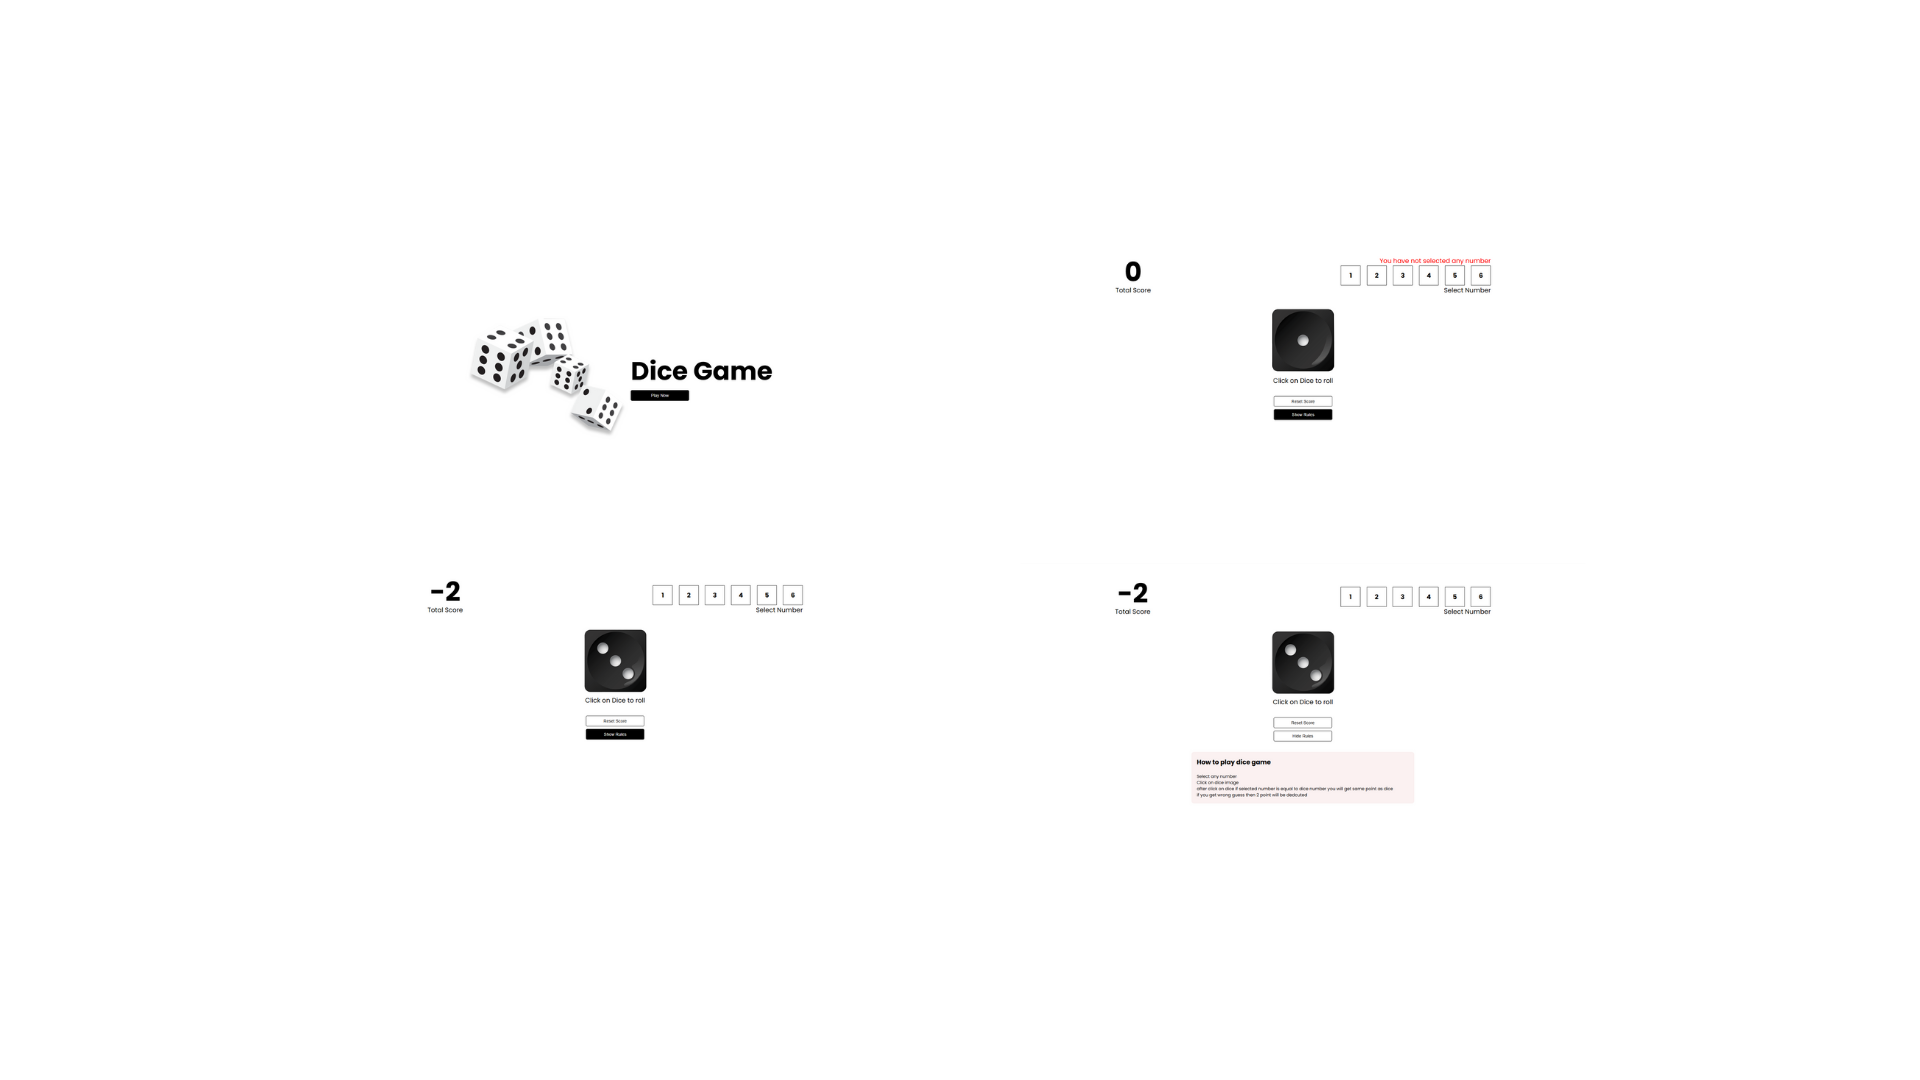 Dice Game
Play Now
0
Total Score
You have not selected any number
1 2 3 4 5 6
Select Number
Click on Dice to roll
Reset Score
Show Rules
-2
Total Score
1 2 3 4 5 6
Select Number
Click on Dice to roll
Reset Score
Show Rules
-2
Total Score
1 2 3 4 5 6
Select Number
Click on Dice to roll
Reset Score
Hide Rules
How to play dice game
Select any number
Click on dice image
after click on dice if selected number is equal to dice number you will get same point as dice
if you get wrong guess then 2 point will be dedcuted